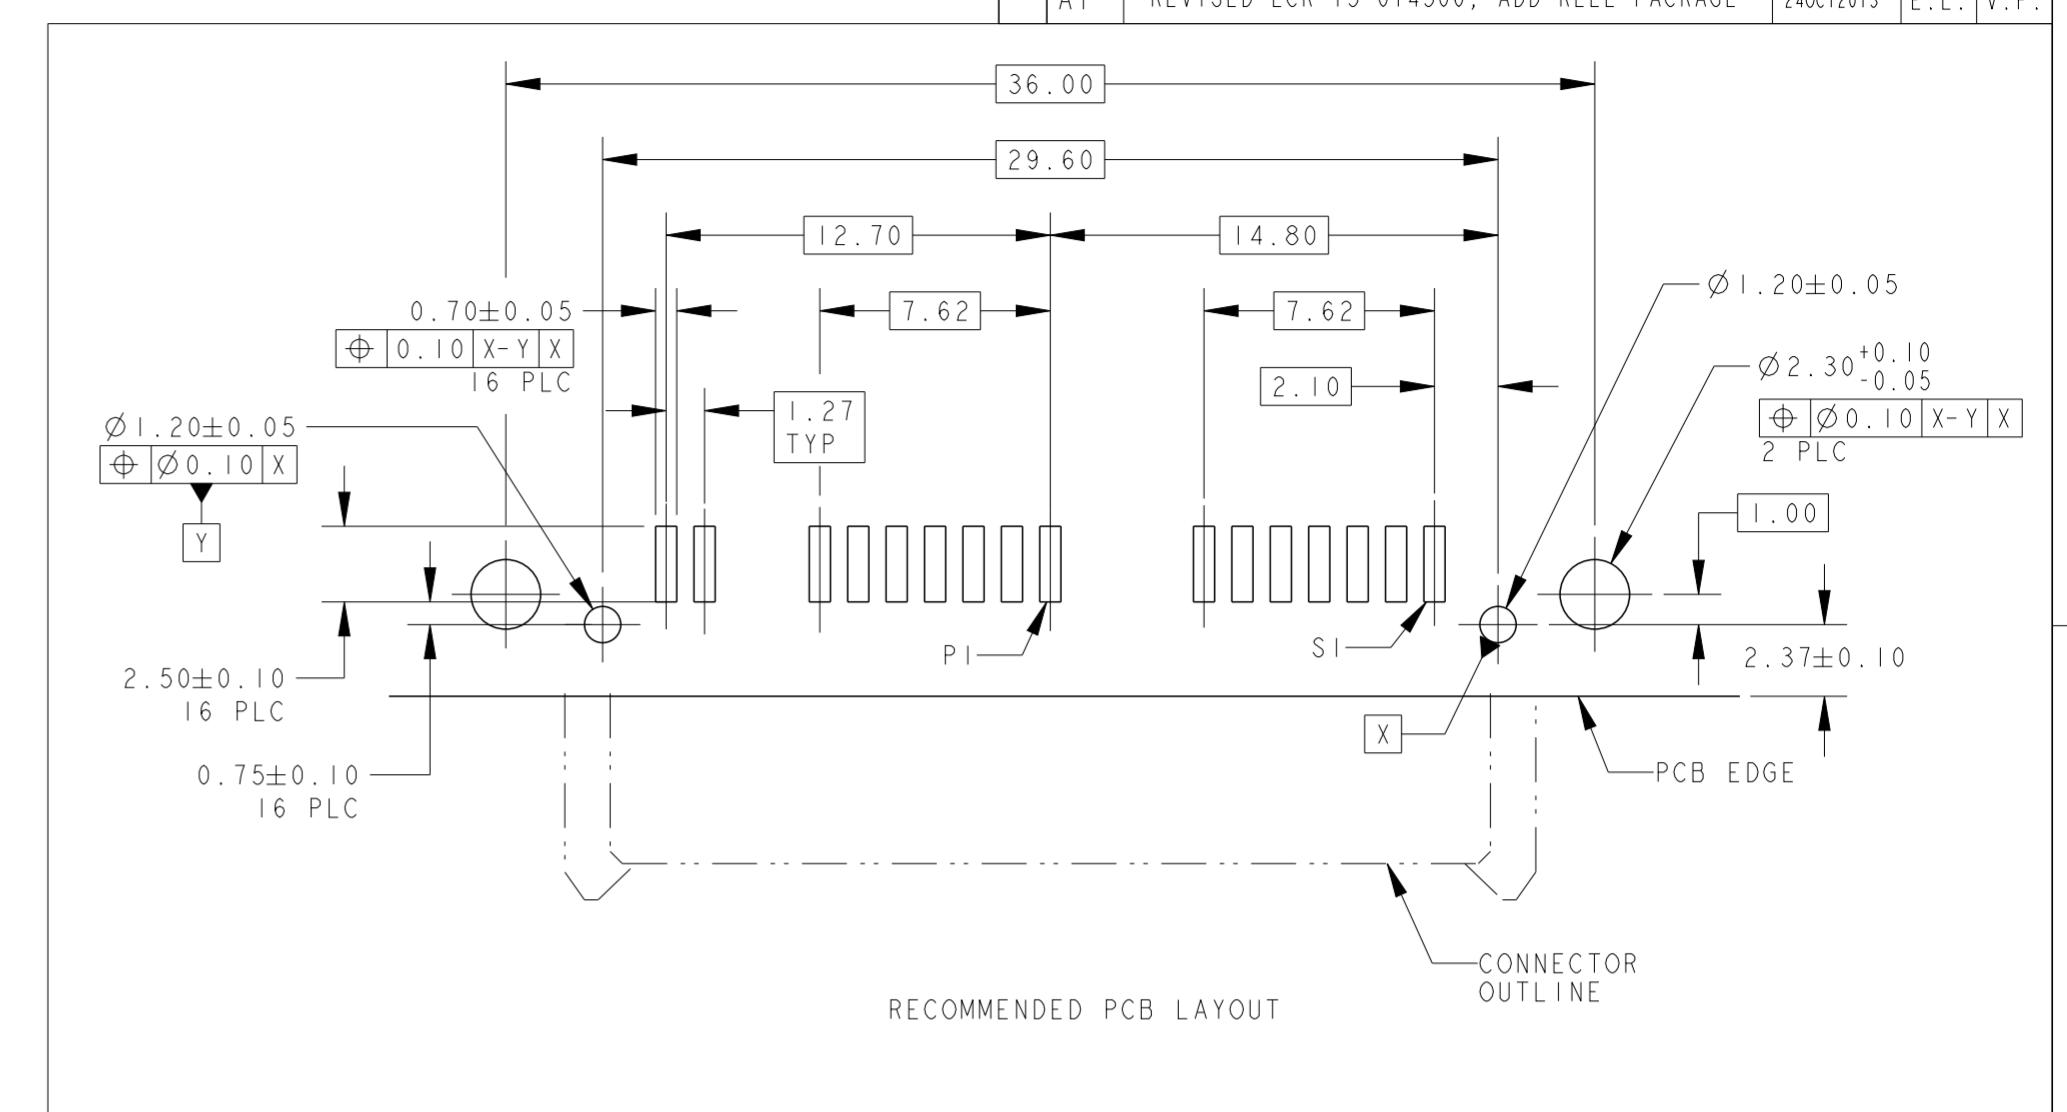 36.00
29.60
12.70
14.80
0.70±0.05
0.10 X-Y X
16 PLC
7.62
7.62
Ø1.20±0.05
2.10
Ø2.30 +0.10
-0.05
Ø0.10 X-Y X
2 PLC
1.27
TYP
Ø1.20±0.05
Ø0.10 X
Y
1.00
P1
S1
2.37±0.10
2.50±0.10
16 PLC
X
0.75±0.10
16 PLC
PCB EDGE
CONNECTOR
OUTLINE
RECOMMENDED PCB LAYOUT